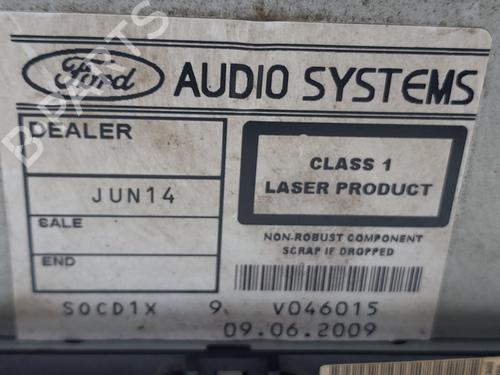 Ford AUDIO SYSTEMS
DEALER
JUN14
SALE
END
CLASS 1
LASER PRODUCT
NON-ROBUST COMPONENT
SCRAP IF DROPPED
SOCD1X 9 V046015
09.06.2009
B PARTS